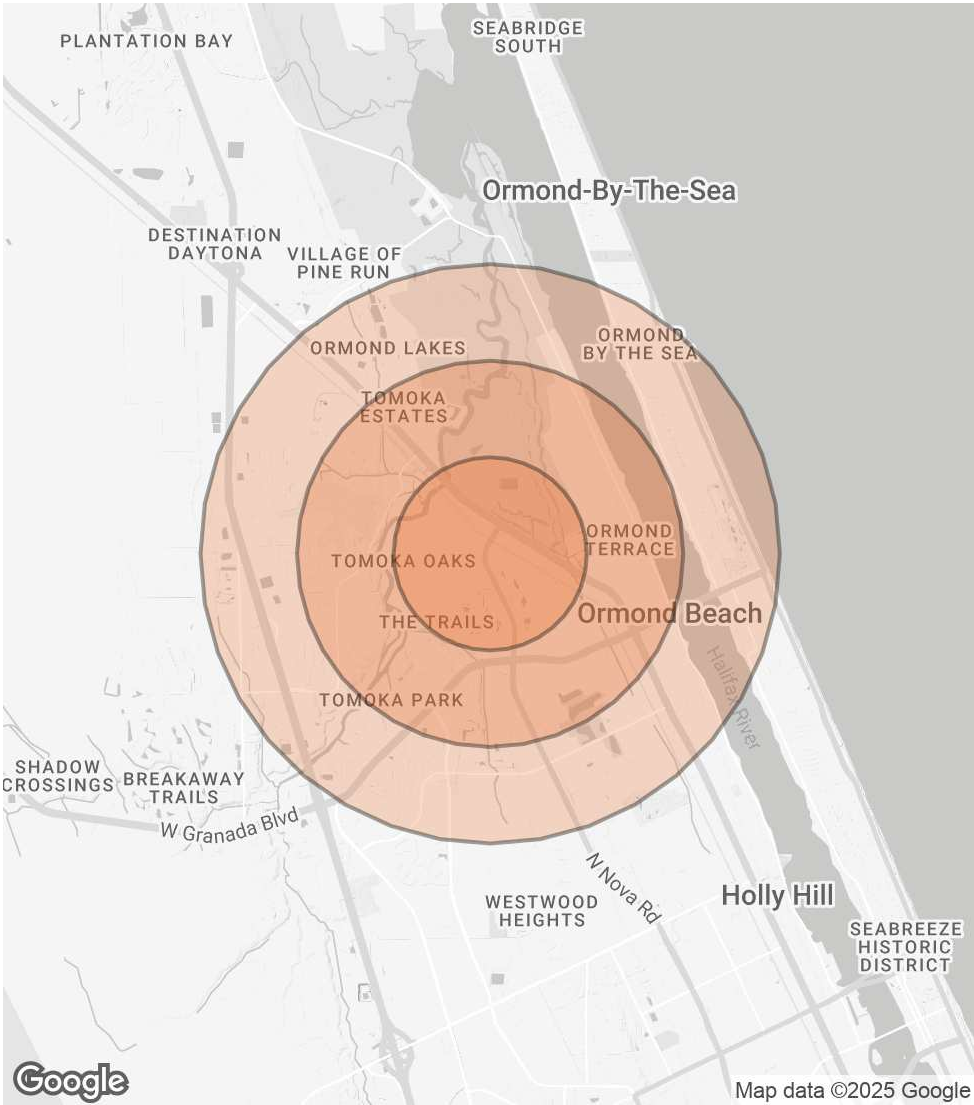 SEABRIDGE
SOUTH
PLANTATION BAY
Ormond-By-The-Sea
DESTINATION
DAYTONA
VILLAGE OF
PINE RUN
ORMOND
BY THE SEA
ORMOND LAKES
TOMOKA
ESTATES
ORMOND
TERRACE
TOMOKA OAKS
Ormond Beach
THE TRAILS
Halifax River
TOMOKA PARK
SHADOW
CROSSINGS
BREAKAWAY
TRAILS
W Granada Blvd
N Nova Rd
Holly Hill
WESTWOOD
HEIGHTS
SEABREEZE
HISTORIC
DISTRICT
Google
Map data ©2025 Google